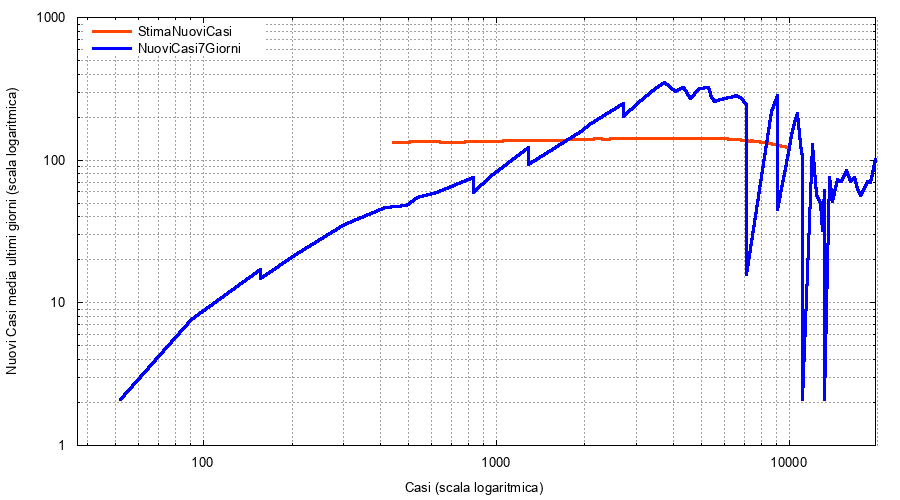 1000
StimaNuoviCasi
NuoviCasi7Giorni
100
10
1
100
1000
10000
Nuovi Casi media ultimi giorni (scala logaritmica)
Casi (scala logaritmica)